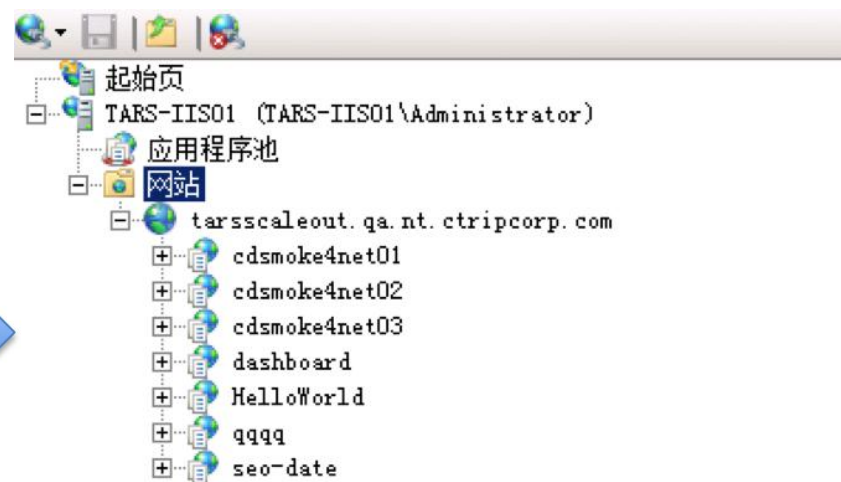 起始页
TARS-IIS01 (TARS-IIS01\Administrator)
应用程序池
网站
tarsscaleout.qa.nt.ctripcorp.com
cdsmoke4net01
cdsmoke4net02
cdsmoke4net03
dashboard
HelloWorld
qqqq
seo-date